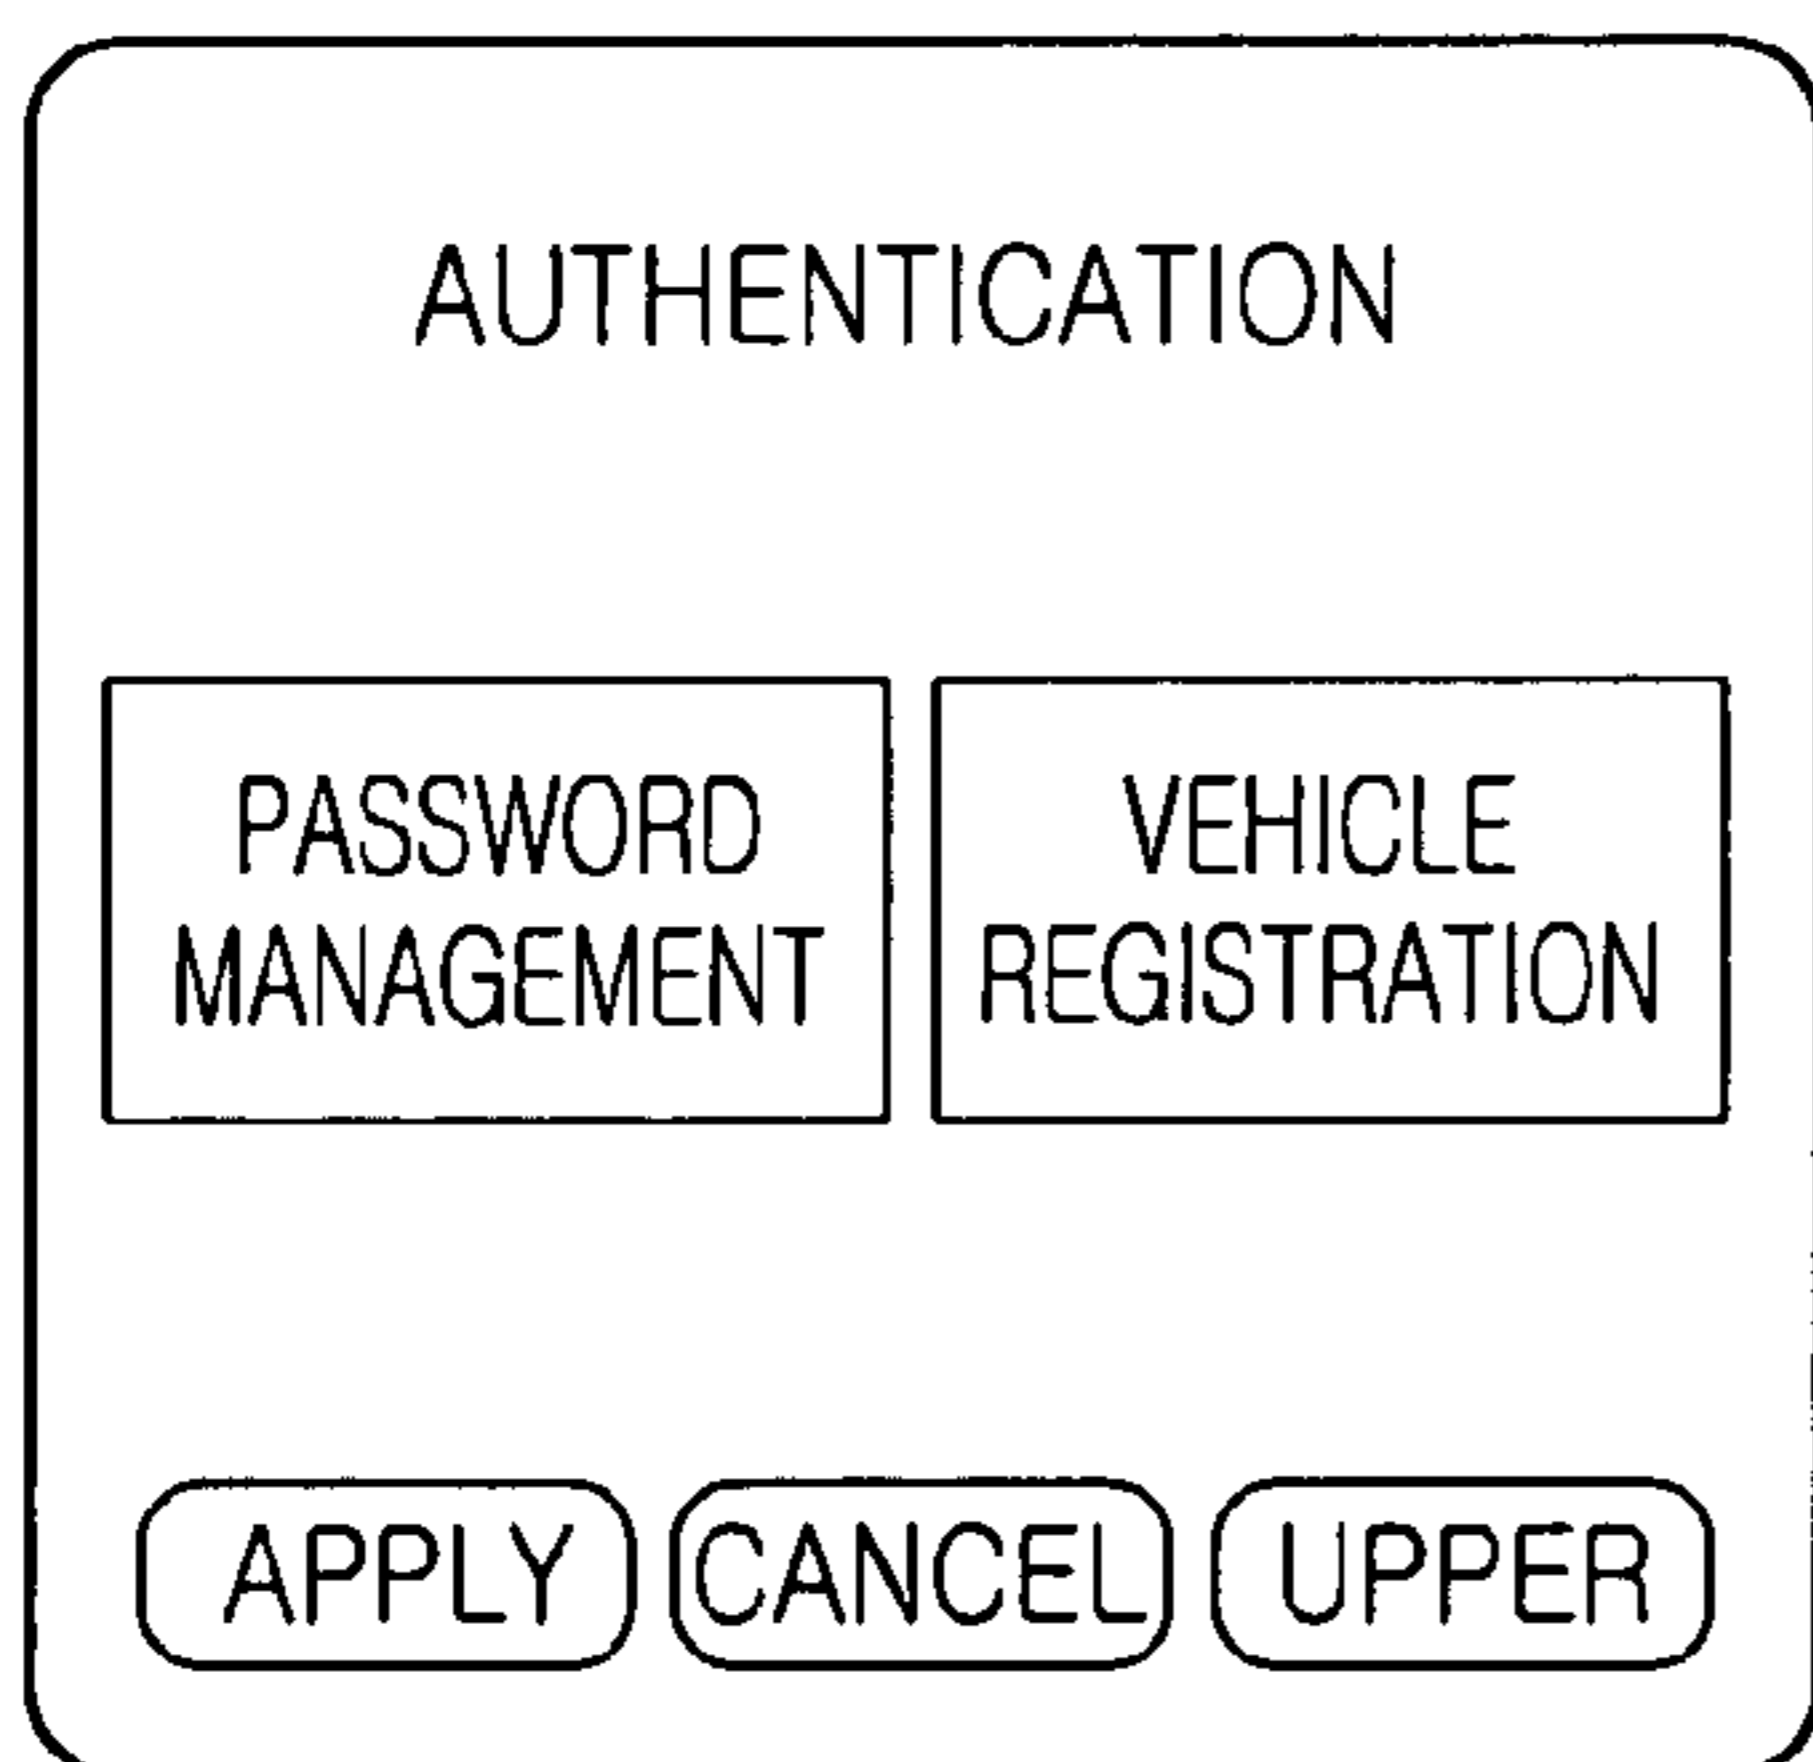 AUTHENTICATION
PASSWORD
MANAGEMENT
VEHICLE
REGISTRATION
APPLY
CANCEL
UPPER